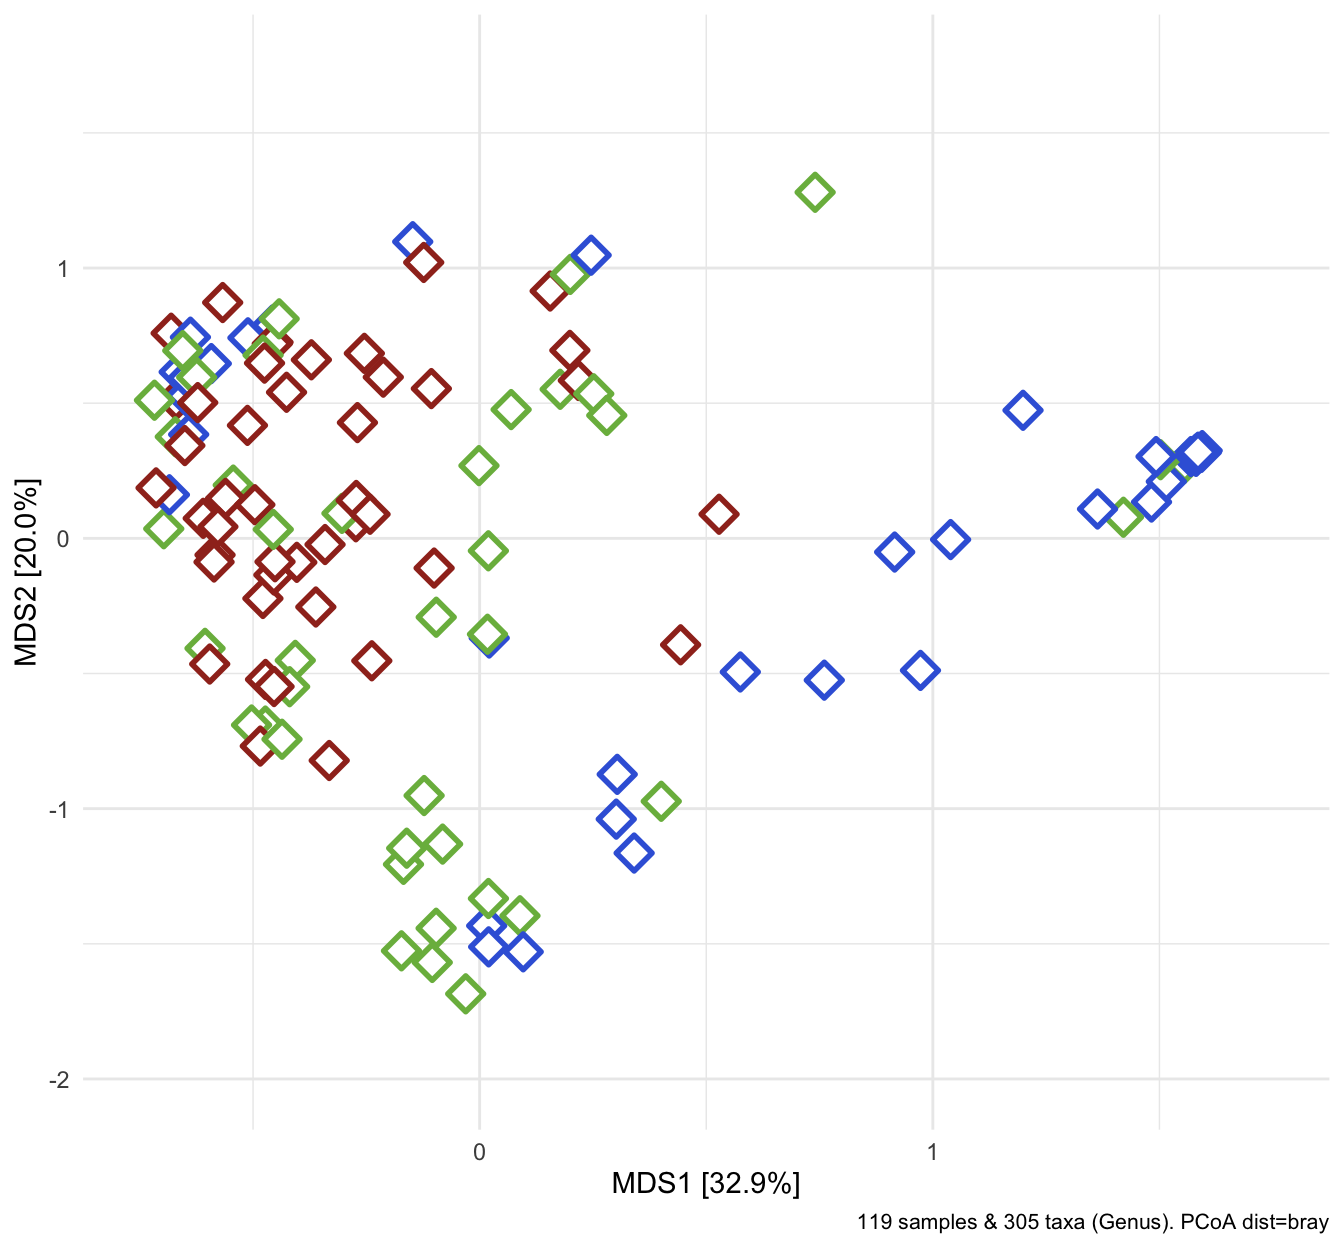 1
0
-1
-2
MDS2 [20.0%]
0
1
MDS1 [32.9%]
119 samples & 305 taxa (Genus). PCoA dist=bray